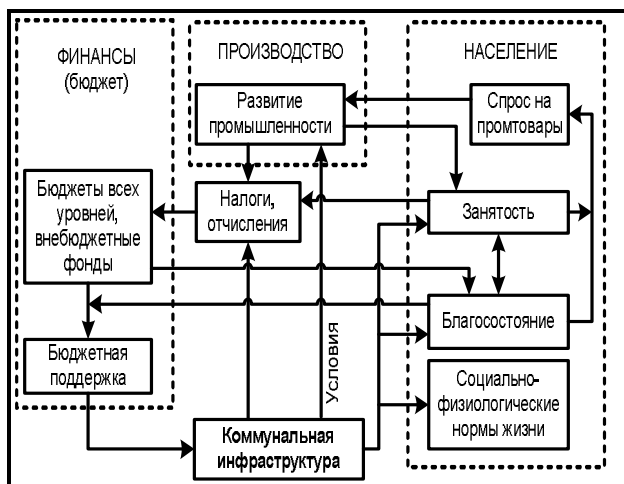 ФИНАНСЫ
(бюджет)
ПРОИЗВОДСТВО
НАСЕЛЕНИЕ
Развитие
промышленности
Спрос на
промтовары
Бюджеты всех
уровней,
внебюджетные
фонды
Налоги,
отчисления
Занятость
Благосостояние
Бюджетная
поддержка
Условия
Социально-
физиологические
нормы жизни
Коммунальная
инфраструктура